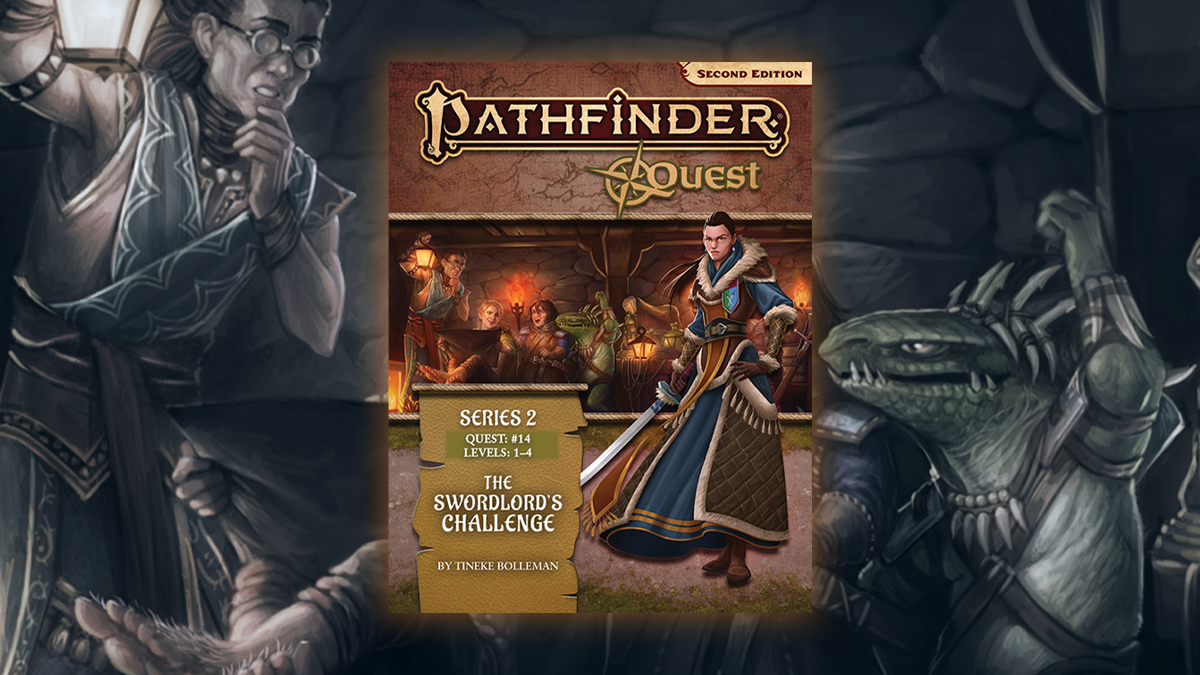 SECOND EDITION
PATHFINDER®
QUEST
SERIES 2
QUEST: #14
LEVELS: 1–4
THE
SWORDLORD'S
CHALLENGE
BY TINEKE BOLLEMAN